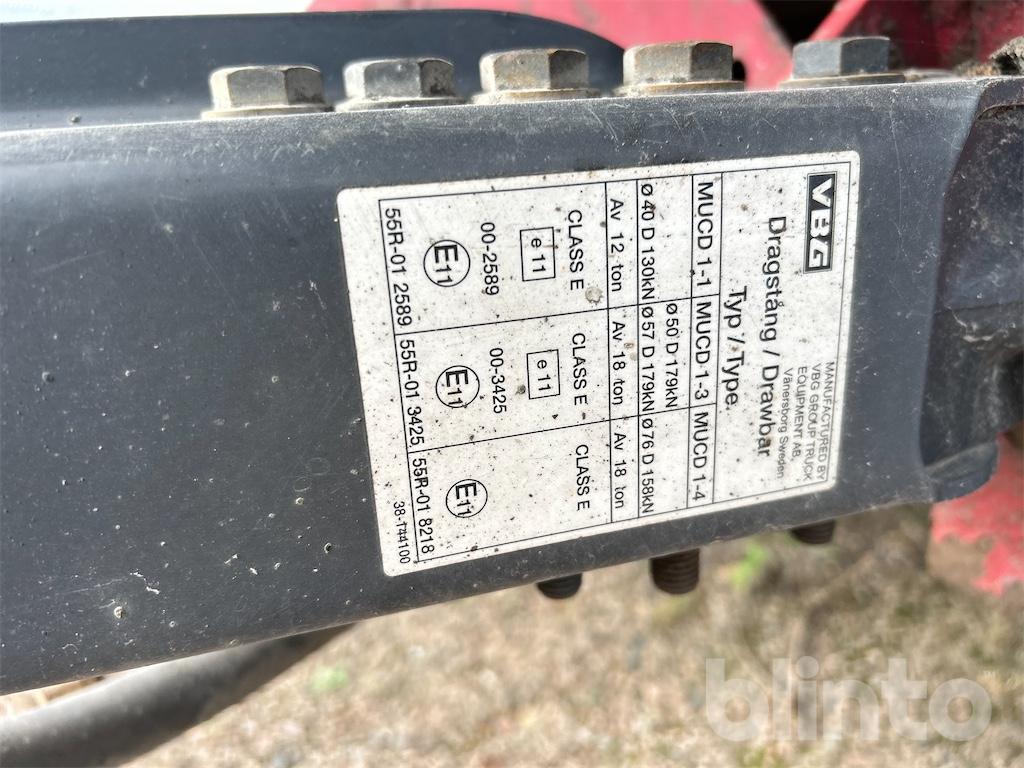 VBG
MANUFACTURED BY
VBG GROUP TRUCK
EQUIPMENT AB,
Vänersborg Sweden
Dragstång / Drawbar
Typ / Type.
MUCD 1-1 MUCD 1-3 MUCD 1-4
ø50 D 179kN
ø40 D 130kN ø57 D 179kN ø76 D 158kN
Av 12 ton Av 18 ton Av 18 ton
CLASS E CLASS E CLASS E
e 11 e 11
00-2589 00-3425
E11 E11 E11
55R-01 2589 55R-01 3425 55R-01 8218
38-144100
blinto